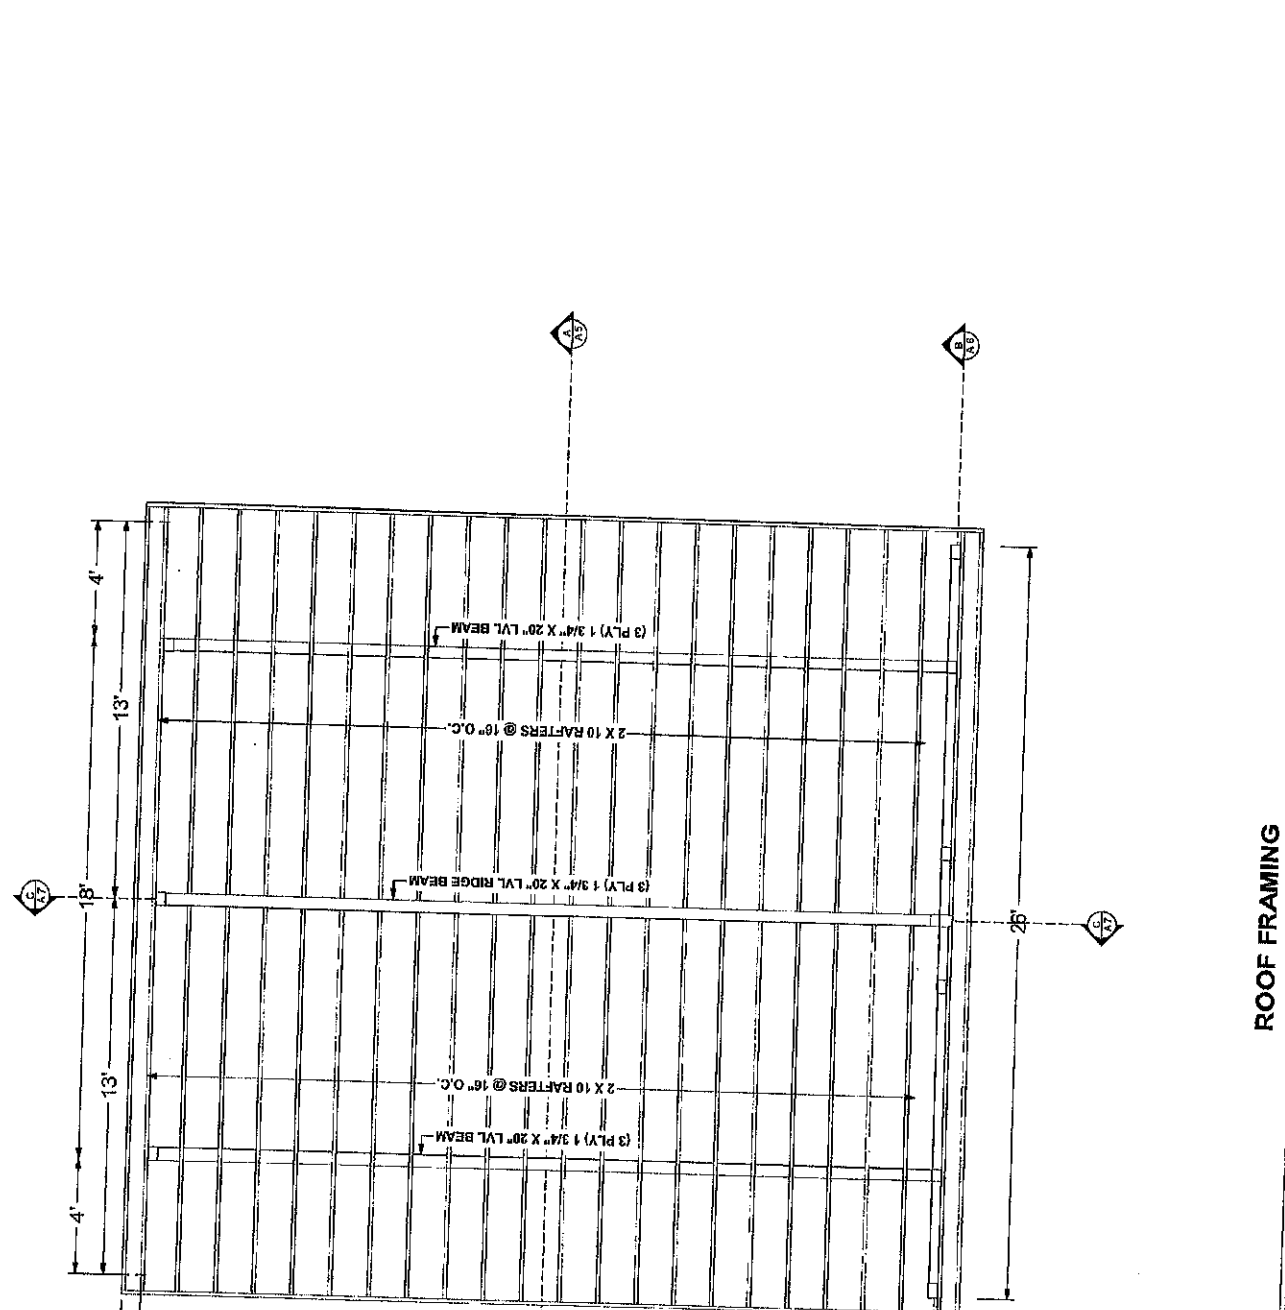 A
A5
B
A6
4'
(3 PLY) 1 3/4" X 20" LVL BEAM
13'
2 X 10 RAFTERS @ 16" O.C.
(3 PLY) 1 3/4" X 20" LVL RIDGE BEAM
C
A7
18'
26'
C
A7
ROOF FRAMING
13'
2 X 10 RAFTERS @ 16" O.C.
(3 PLY) 1 3/4" X 20" LVL BEAM
4'